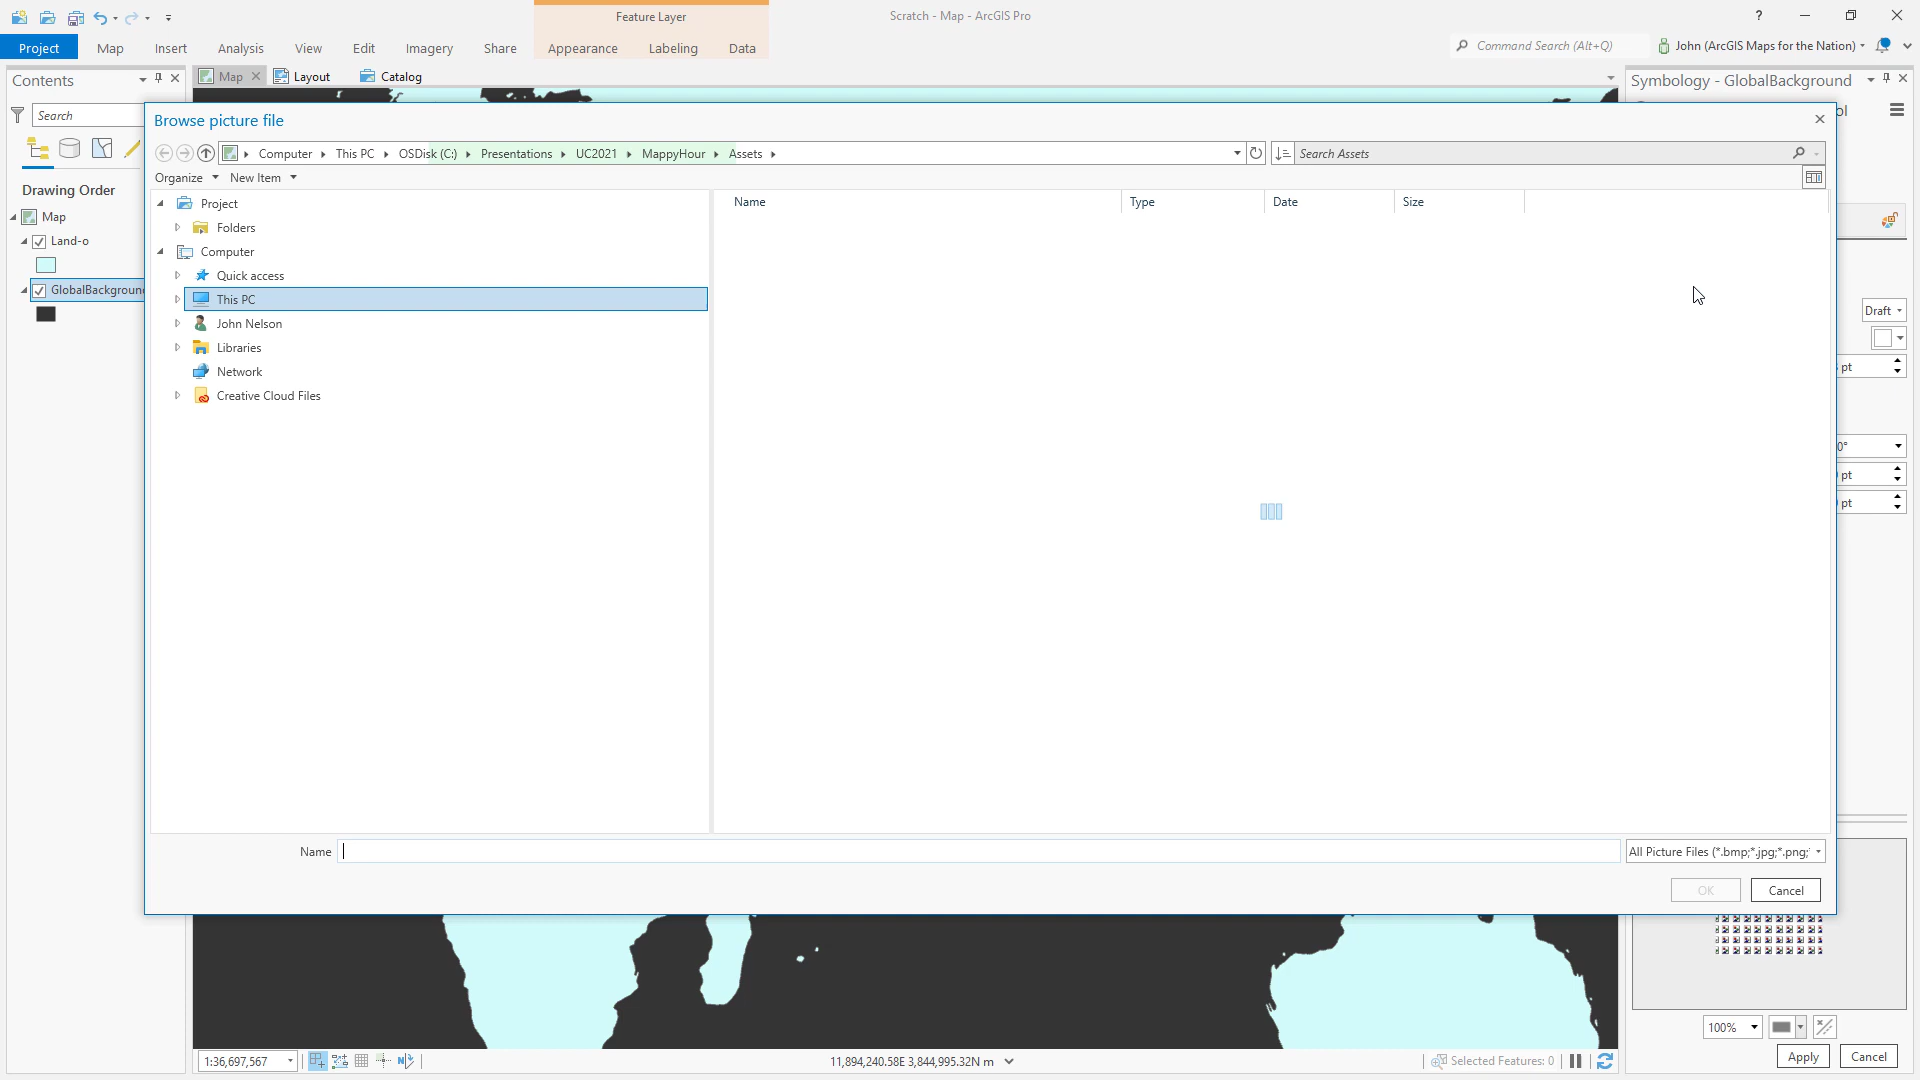 Feature Layer
Scratch - Map - ArcGIS Pro
?
Project Map Insert Analysis View Edit Imagery Share Appearance Labeling Data
Command Search (Alt+Q)
John (ArcGIS Maps for the Nation)
Contents
Map Layout Catalog
Symbology - GlobalBackground
Search
Browse picture file
Computer This PC OSDisk (C:) Presentations UC2021 MappyHour Assets
Search Assets
Organize New Item
Drawing Order
Map
Land-o
GlobalBackground
Project
Folders
Computer
Quick access
This PC
John Nelson
Libraries
Network
Creative Cloud Files
Name Type Date Size
Draft
pt
0°
pt
pt
Name
All Picture Files (*.bmp;*.jpg;*.png;
OK Cancel
100%
Apply Cancel
1:36,697,567
11,894,240.58E 3,844,995.32N m
Selected Features: 0